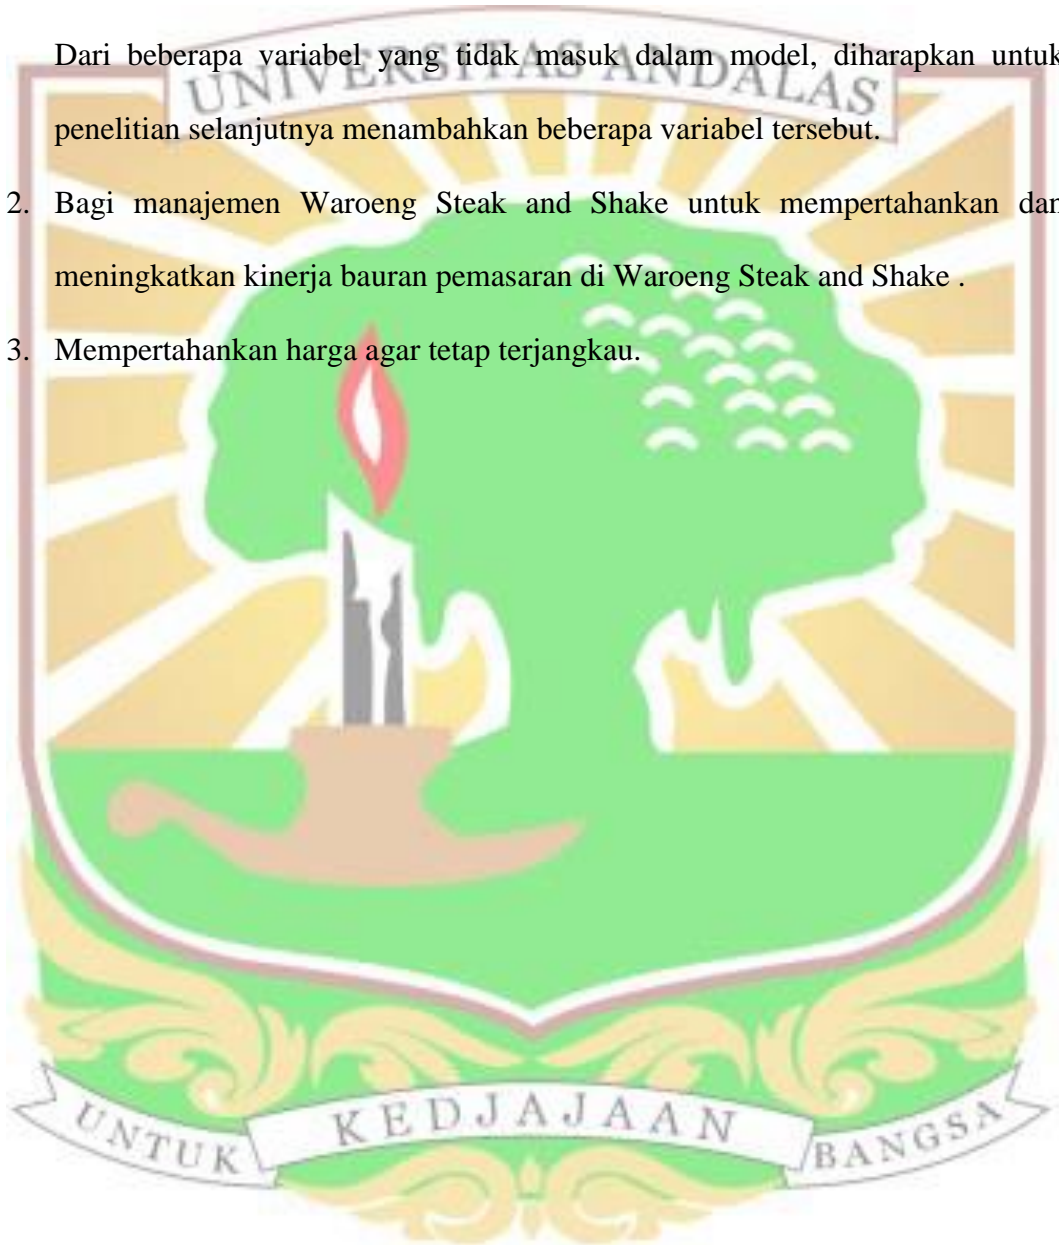 Dari beberapa variabel yang tidak masuk dalam model, diharapkan untuk
UNIVERSITAS ANDALAS
penelitian selanjutnya menambahkan beberapa variabel tersebut.
2. Bagi manajemen Waroeng Steak and Shake untuk mempertahankan dan
meningkatkan kinerja bauran pemasaran di Waroeng Steak and Shake .
3. Mempertahankan harga agar tetap terjangkau.
UNTUK KEDJAJAAN BANGSA